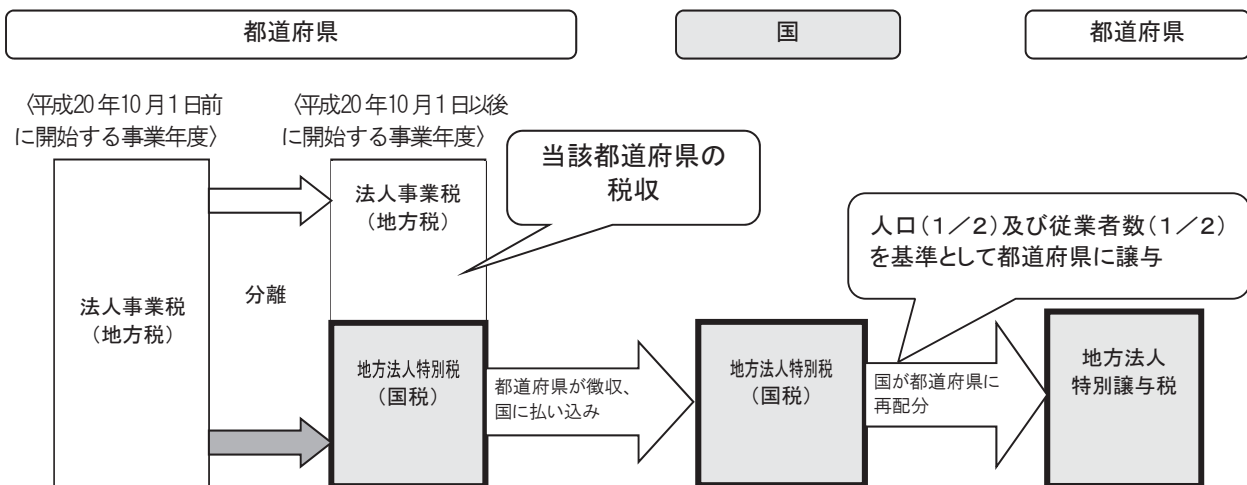 都道府県
国
都道府県
〈平成20年10月1日前
に開始する事業年度〉
〈平成20年10月1日以後
に開始する事業年度〉
当該都道府県の
税収
法人事業税
（地方税）
人口（１／２）及び従業者数（１／２）
を基準として都道府県に譲与
分離
法人事業税
（地方税）
地方法人特別税
（国税）
都道府県が徴収、
国に払い込み
地方法人特別税
（国税）
国が都道府県に
再配分
地方法人
特別譲与税